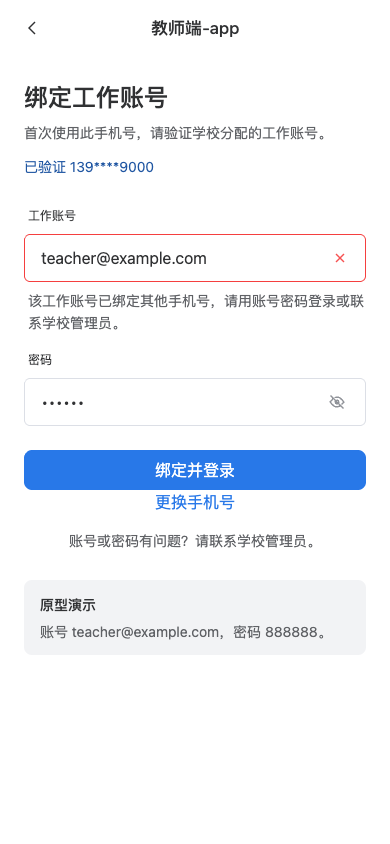 教师端-app
绑定工作账号
首次使用此手机号，请验证学校分配的工作账号。
已验证 139****9000
工作账号
teacher@example.com
该工作账号已绑定其他手机号，请用账号密码登录或联
系学校管理员。
密码
••••••
绑定并登录
更换手机号
账号或密码有问题？请联系学校管理员。
原型演示
账号 teacher@example.com，密码 888888。